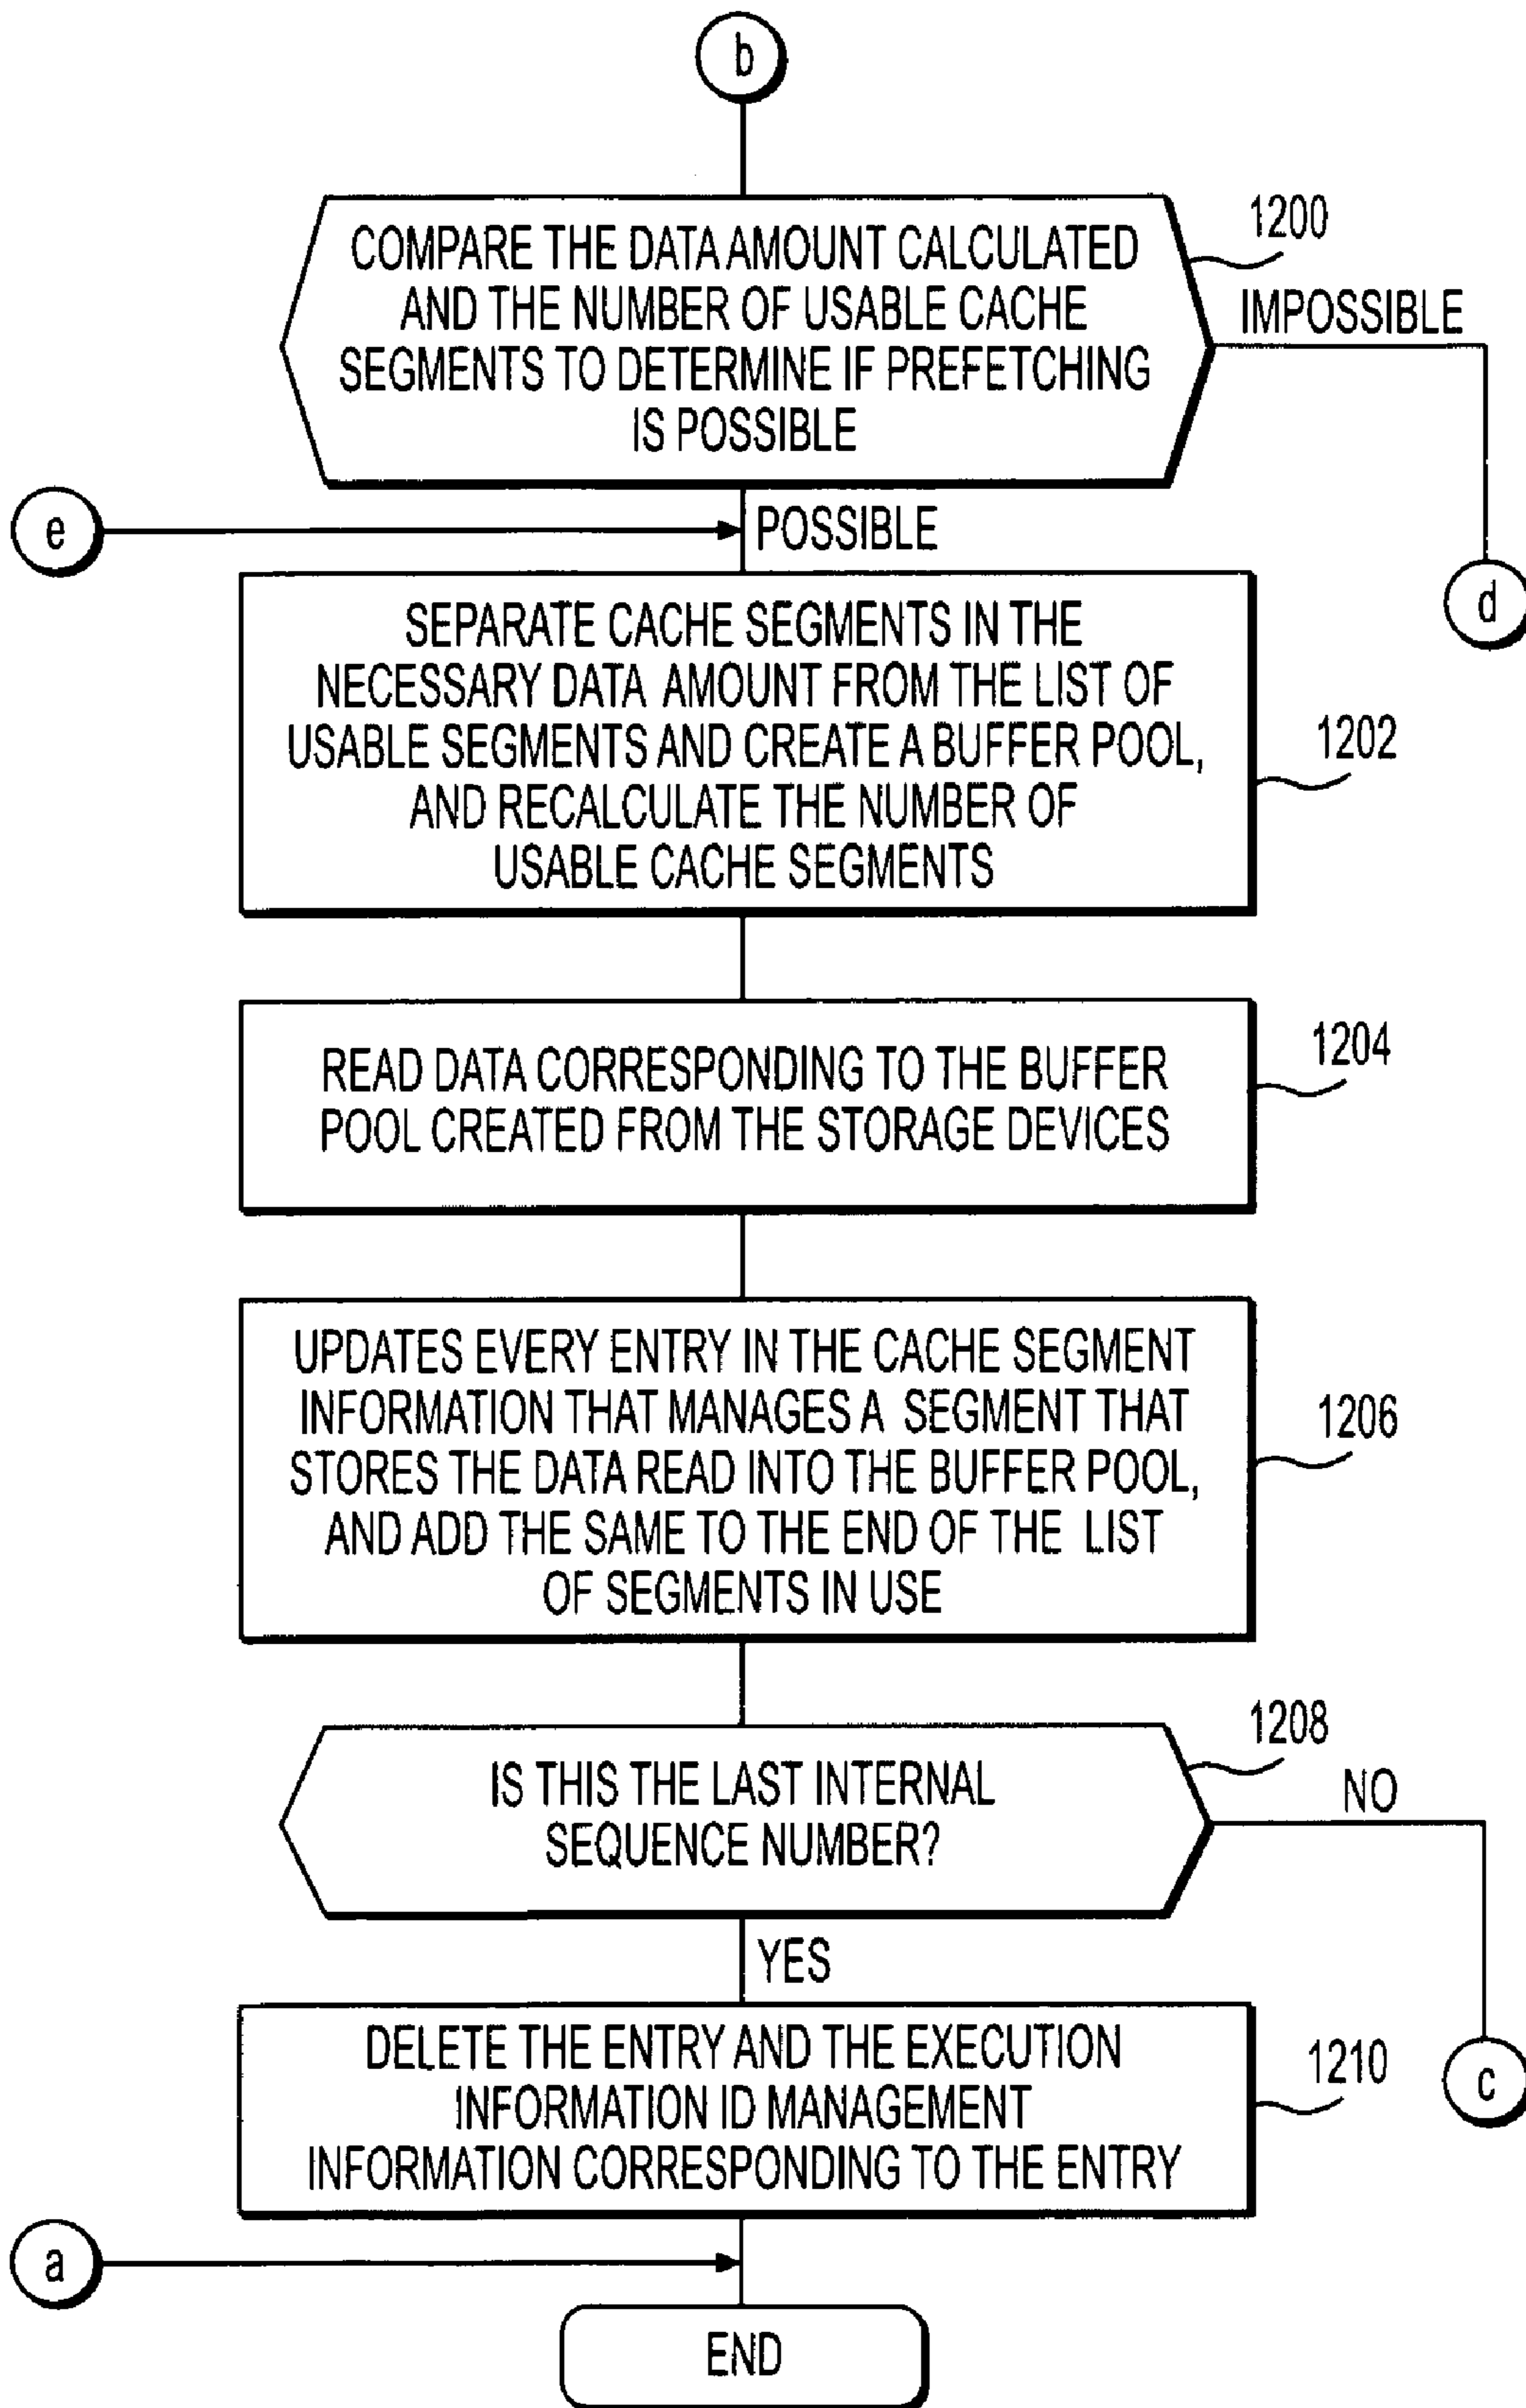 b
COMPARE THE DATA AMOUNT CALCULATED
AND THE NUMBER OF USABLE CACHE
SEGMENTS TO DETERMINE IF PREFETCHING
IS POSSIBLE
1200
IMPOSSIBLE
e
POSSIBLE
d
SEPARATE CACHE SEGMENTS IN THE
NECESSARY DATA AMOUNT FROM THE LIST OF
USABLE SEGMENTS AND CREATE A BUFFER POOL,
AND RECALCULATE THE NUMBER OF
USABLE CACHE SEGMENTS
1202
READ DATA CORRESPONDING TO THE BUFFER
POOL CREATED FROM THE STORAGE DEVICES
1204
UPDATES EVERY ENTRY IN THE CACHE SEGMENT
INFORMATION THAT MANAGES A SEGMENT THAT
STORES THE DATA READ INTO THE BUFFER POOL,
AND ADD THE SAME TO THE END OF THE LIST
OF SEGMENTS IN USE
1206
IS THIS THE LAST INTERNAL
SEQUENCE NUMBER?
1208
NO
YES
DELETE THE ENTRY AND THE EXECUTION
INFORMATION ID MANAGEMENT
INFORMATION CORRESPONDING TO THE ENTRY
1210
c
a
END